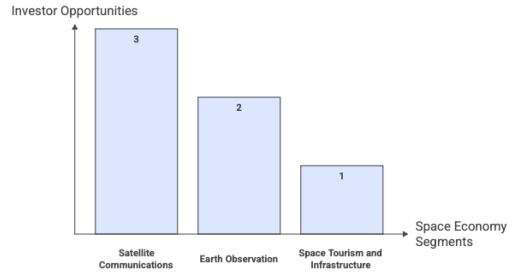 Investor Opportunities
3
2
1
Space Economy
Segments
Satellite
Communications
Earth Observation
Space Tourism and
Infrastructure